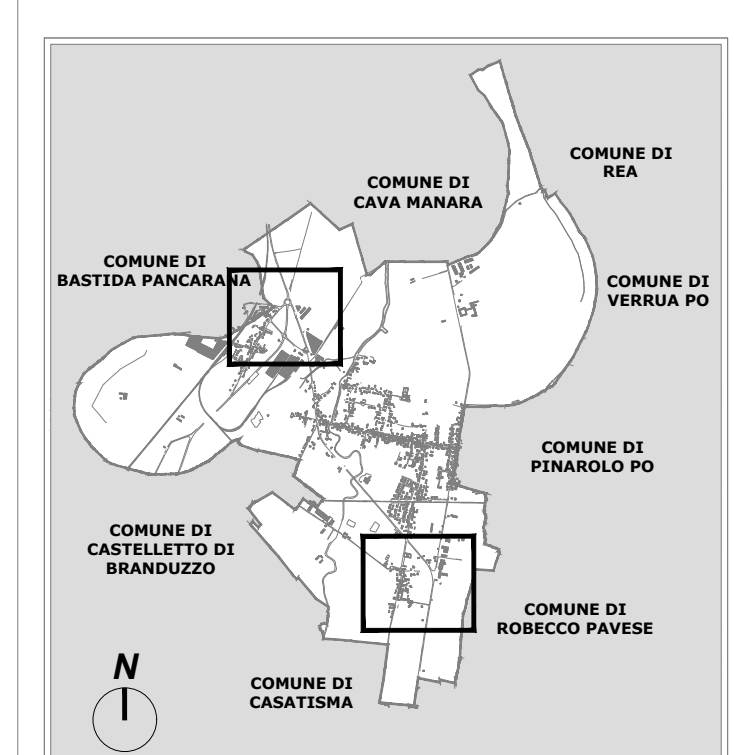 COMUNE DI
REA
COMUNE DI
CAVA MANARA
COMUNE DI
BASTIDA PANCARANA
COMUNE DI
VERRUA PO
COMUNE DI
PINAROLO PO
COMUNE DI
CASTELLETTO DI
BRANDUZZO
COMUNE DI
ROBECCO PAVESE
COMUNE DI
CASATISMA
N